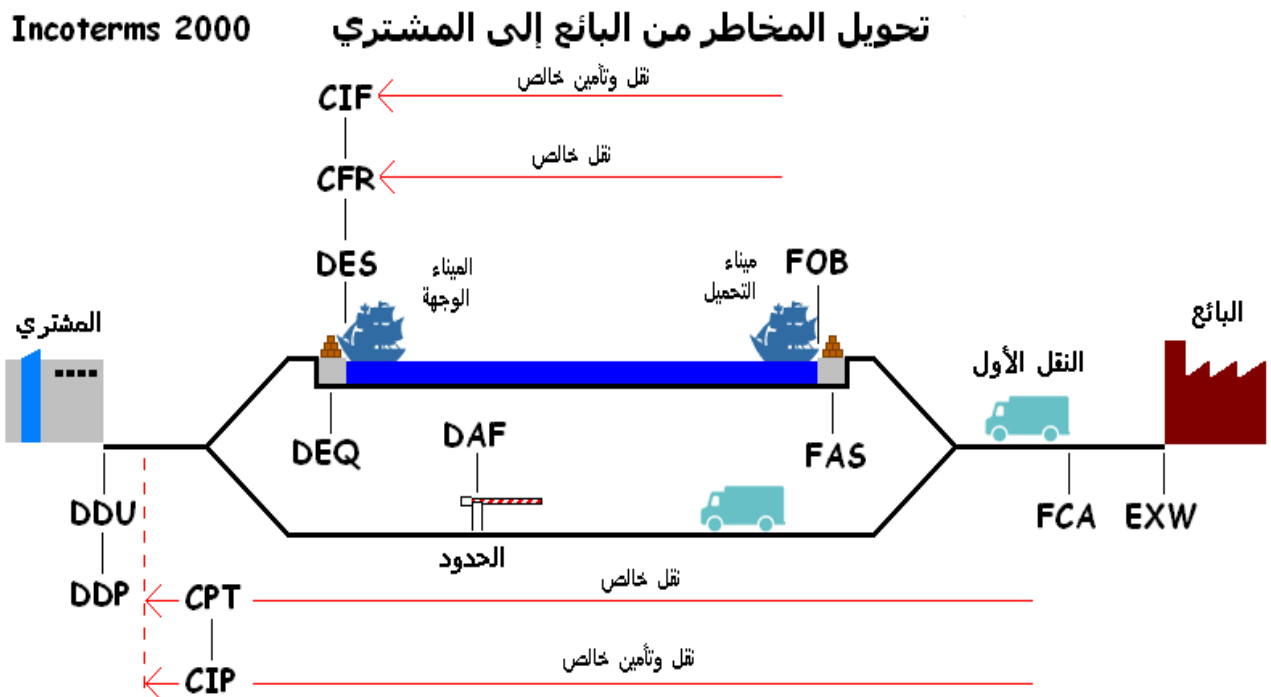 Incoterms 2000
تحويل المخاطر من البائع إلى المشتري
نقل وتأمين خالص
CIF
نقل خالص
CFR
DES
الميناء
الوجهة
ميناء
التحميل
FOB
المشتري
البائع
النقل الأول
DEQ
DAF
FAS
DDU
الحدود
FCA
EXW
DDP
CPT
نقل خالص
CIP
نقل وتأمين خالص